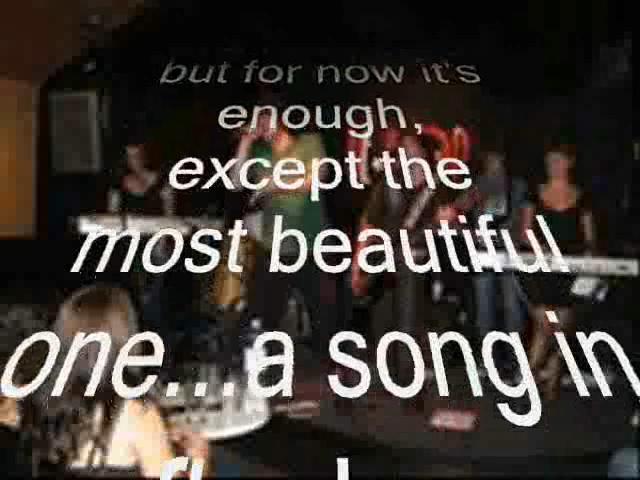 but for now it's
enough,
except the
most beautiful
one...a song in